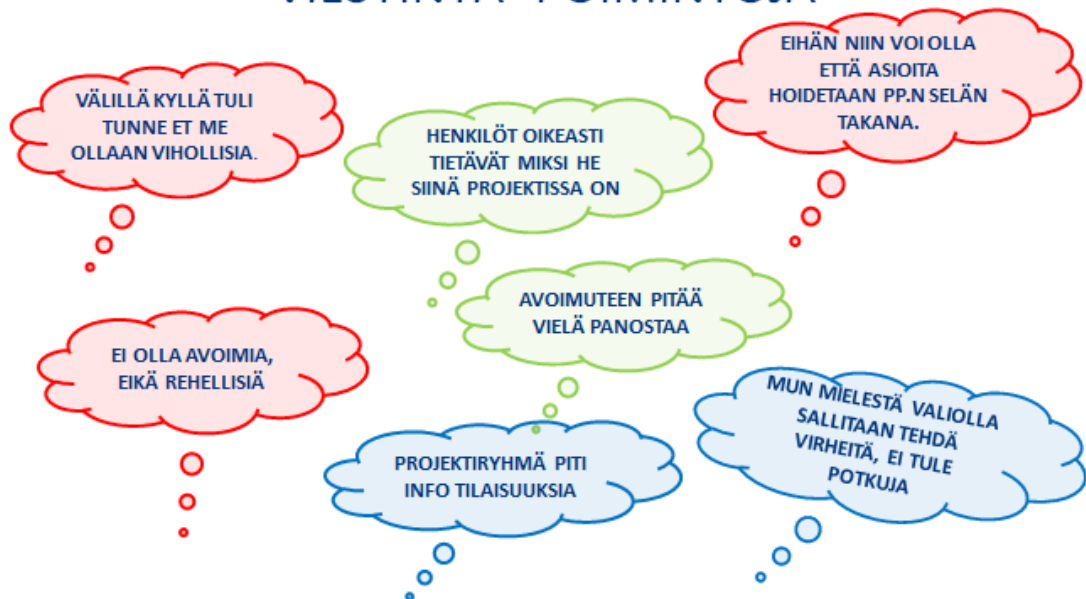 VIESTINTÄ POIMINTOJA
VÄLILLÄ KYLLÄ TULI
TUNNE ET ME
OLLAAN VIHOLLISIA.
HENKILÖT OIKEASTI
TIETÄVÄT MIKSI HE
SIINÄ PROJEKTISSA ON
EIHÄN NIIN VOI OLLA
ETTÄ ASIOITA
HOIDETAAN PP.N SELÄN
TAKANA.
AVOIMUTEEN PITÄÄ
VIELÄ PANOSTAA
EI OLLA AVOIMIA,
EIKÄ REHELLISIÄ
PROJEKTIRYHMÄ PITI
INFO TILAISUUKSIA
MUN MIELESTÄ VALIOLLA
SALLITAAN TEHDÄ
VIRHEITÄ, EI TULE
POTKUJA